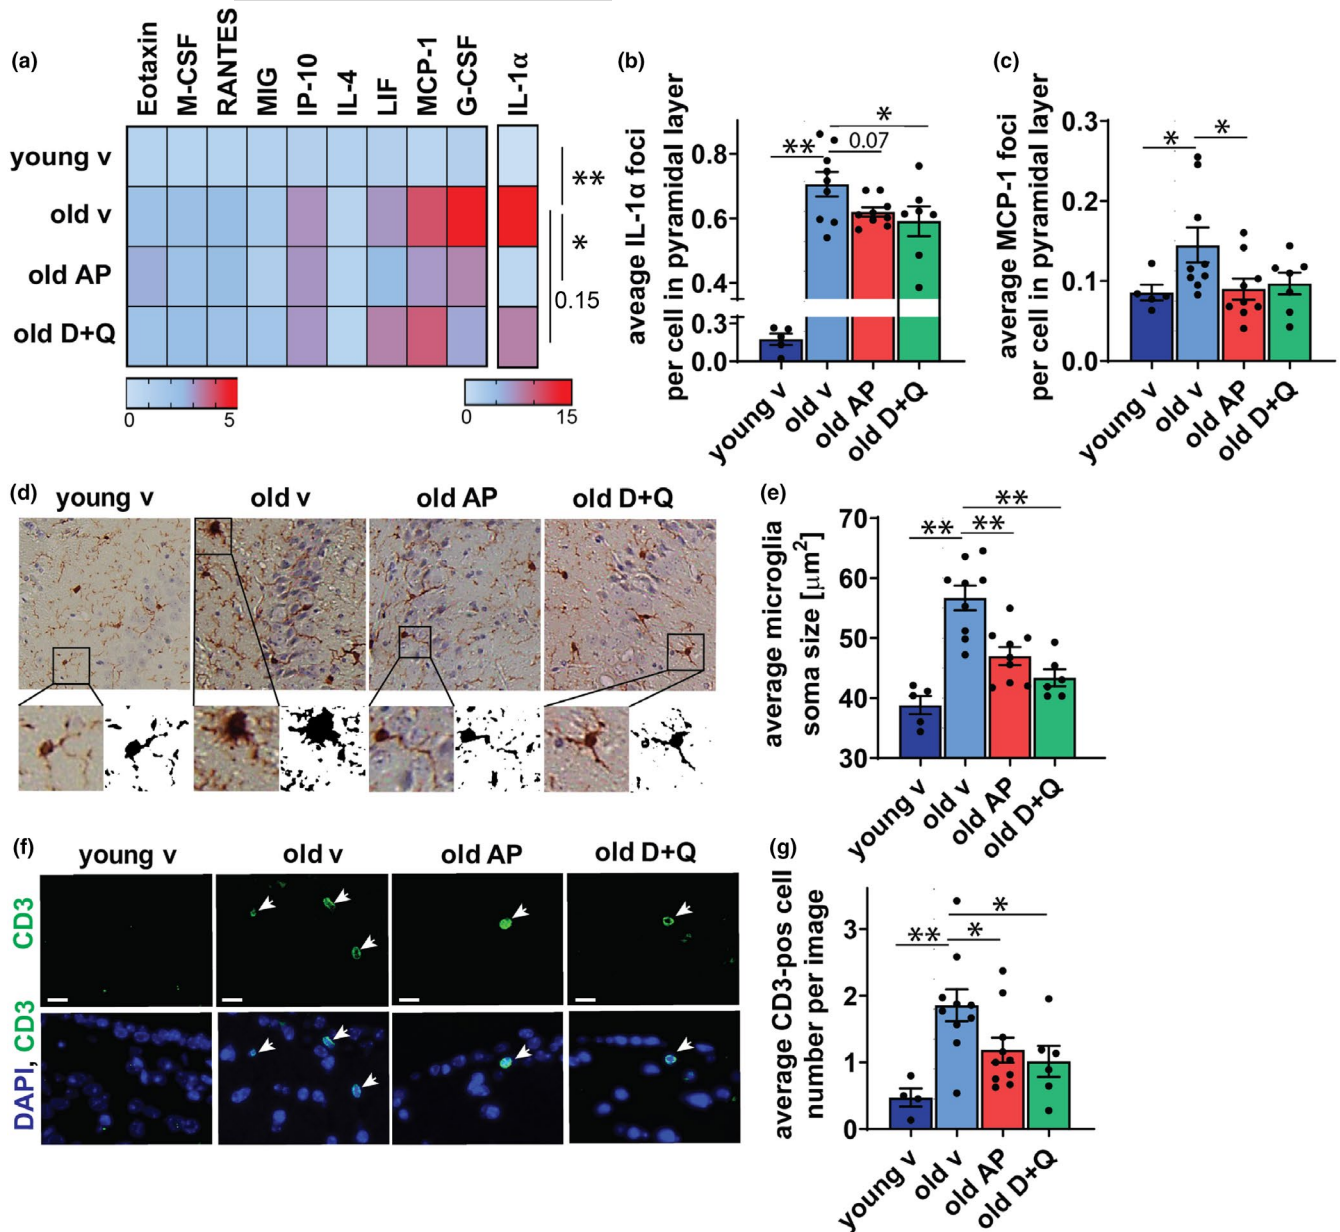 (a)
Eotaxin
M-CSF
RANTES
MIG
IP-10
IL-4
LIF
MCP-1
G-CSF
IL-1α
young v
old v
old AP
old D+Q
**
*
0.15
0 5
0 15
(b)
aveage IL-1α foci
per cell in pyramidal layer
0.8
0.6
0.4
0.3
0.0
**
0.07
*
young v
old v
old AP
old D+Q
(c)
average MCP-1 foci
per cell in pyramidal layer
0.3
0.2
0.1
0.0
*
*
young v
old v
old AP
old D+Q
(d)
young v old v old AP old D+Q
(e)
average microglia
soma size [μm²]
70
60
50
40
30
**
**
**
young v
old v
old AP
old D+Q
(f)
young v old v old AP old D+Q
CD3
DAPI, CD3
(g)
average CD3-pos cell
number per image
3
2
1
0
**
*
*
young v
old v
old AP
old D+Q